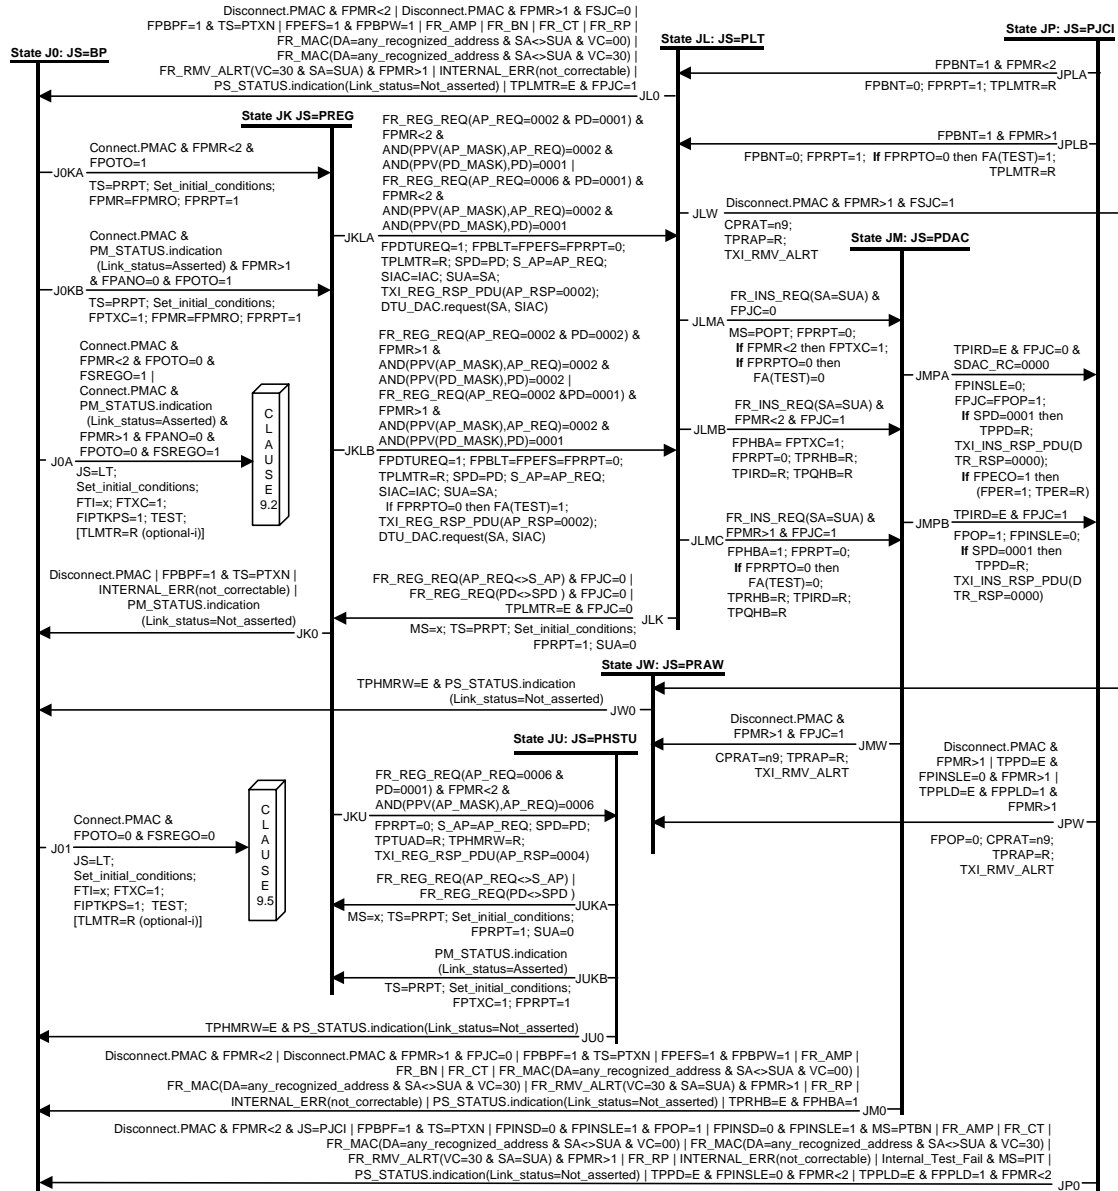 Disconnect.PMAC & FPMR<2 | Disconnect.PMAC & FPMR>1 & FSJC=0 |
FPBPF=1 & TS=PTXN | FPEFS=1 & FPBPW=1 | FR_AMP | FR_BN | FR_CT | FR_RP |
FR_MAC(DA=any_recognized_address & SA<>SUA & VC=00) |
FR_MAC(DA=any_recognized_address & SA<>SUA & VC=30) |
FR_RMV_ALRT(VC=30 & SA=SUA) & FPMR>1 | INTERNAL_ERR(not_correctable) |
PS_STATUS.indication(Link_status=Not_asserted) | TPLMTR=E & FPJC=1
JL0
State J0: JS=BP
State JL: JS=PLT
State JP: JS=PJCI
FPBNT=1 & FPMR<2
JPLA
FPBNT=0; FPRPT=1; TPLMTR=R
FPBNT=1 & FPMR>1
JPLB
FPBNT=0; FPRPT=1; If FPRPTO=0 then FA(TEST)=1;
TPLMTR=R
State JK JS=PREG
Connect.PMAC & FPMR<2 &
FPOTO=1
J0KA
TS=PRPT; Set_initial_conditions;
FPMR=FPMRO; FPRPT=1
Connect.PMAC &
PM_STATUS.indication
(Link_status=Asserted) & FPMR>1
& FPANO=0 & FPOTO=1
J0KB
TS=PRPT; Set_initial_conditions;
FPTXC=1; FPMR=FPMRO; FPRPT=1
Connect.PMAC &
FPMR<2 & FPOTO=0 &
FSREGO=1 |
Connect.PMAC &
PM_STATUS.indication
(Link_status=Asserted) &
FPMR>1 & FPANO=0 &
FPOTO=0 & FSREGO=1
J0A
JS=LT;
Set_initial_conditions;
FTI=x; FTXC=1;
FIPTKPS=1; TEST;
[TLMTR=R (optional-i)]
CLAUSE
9.2
FR_REG_REQ(AP_REQ=0002 & PD=0001) &
FPMR<2 &
AND(PPV(AP_MASK),AP_REQ)=0002 &
AND(PPV(PD_MASK),PD)=0001 |
FR_REG_REQ(AP_REQ=0006 & PD=0001) &
FPMR<2 &
AND(PPV(AP_MASK),AP_REQ)=0002 &
AND(PPV(PD_MASK),PD)=0001
JKLA
FPDTUREQ=1; FPBLT=FPEFS=FPRPT=0;
TPLMTR=R; SPD=PD; S_AP=AP_REQ;
SIAC=IAC; SUA=SA;
TXI_REG_RSP_PDU(AP_RSP=0002);
DTU_DAC.request(SA, SIAC)
FR_REG_REQ(AP_REQ=0002 & PD=0002) &
FPMR>1 &
AND(PPV(AP_MASK),AP_REQ)=0002 &
AND(PPV(PD_MASK),PD)=0002 |
FR_REG_REQ(AP_REQ=0002 &PD=0001) &
FPMR>1 &
AND(PPV(AP_MASK),AP_REQ)=0002 &
AND(PPV(PD_MASK),PD)=0001
JKLB
FPDTUREQ=1; FPBLT=FPEFS=FPRPT=0;
TPLMTR=R; SPD=PD; S_AP=AP_REQ;
SIAC=IAC; SUA=SA;
If FPRPTO=0 then FA(TEST)=1;
TXI_REG_RSP_PDU(AP_RSP=0002);
DTU_DAC.request(SA, SIAC)
JLW
Disconnect.PMAC & FPMR>1 & FSJC=1
CPRAT=n9;
TPRAP=R;
TXI_RMV_ALRT
State JM: JS=PDAC
FR_INS_REQ(SA=SUA) &
FPJC=0
JLMA
MS=POPT; FPRPT=0;
If FPMR<2 then FPTXC=1;
If FPRPTO=0 then
FA(TEST)=0
FR_INS_REQ(SA=SUA) &
FPMR<2 & FPJC=1
JLMB
FPHBA= FPTXC=1;
FPRPT=0; TPRHB=R;
TPIRD=R; TPQHB=R
FR_INS_REQ(SA=SUA) &
FPMR>1 & FPJC=1
JLMC
FPHBA=1; FPRPT=0;
If FPRPTO=0 then
FA(TEST)=0;
TPRHB=R; TPIRD=R;
TPQHB=R
TPIRD=E & FPJC=0 &
SDAC_RC=0000
JMPA
FPINSLE=0;
FPJC=FPOP=1;
If SPD=0001 then
TPPD=R;
TXI_INS_RSP_PDU(D
TR_RSP=0000);
If FPECO=1 then
(FPER=1; TPER=R)
TPIRD=E & FPJC=1
JMPB
FPOP=1; FPINSLE=0;
If SPD=0001 then
TPPD=R;
TXI_INS_RSP_PDU(D
TR_RSP=0000)
Disconnect.PMAC | FPBPF=1 & TS=PTXN |
INTERNAL_ERR(not_correctable) |
PM_STATUS.indication
(Link_status=Not_asserted)
JK0
FR_REG_REQ(AP_REQ<>S_AP) & FPJC=0 |
FR_REG_REQ(PD<>SPD ) & FPJC=0 |
TPLMTR=E & FPJC=0
JLK
MS=x; TS=PRPT; Set_initial_conditions;
FPRPT=1; SUA=0
State JW: JS=PRAW
TPHMRW=E & PS_STATUS.indication
(Link_status=Not_asserted)
JW0
Disconnect.PMAC &
FPMR>1 & FPJC=1
JMW
CPRAT=n9; TPRAP=R;
TXI_RMV_ALRT
Disconnect.PMAC &
FPMR>1 | TPPD=E &
FPINSLE=0 & FPMR>1 |
TPPLD=E & FPPLD=1 &
FPMR>1
JPW
FPOP=0; CPRAT=n9;
TPRAP=R;
TXI_RMV_ALRT
State JU: JS=PHSTU
FR_REG_REQ(AP_REQ=0006 &
PD=0001) & FPMR<2 &
AND(PPV(AP_MASK),AP_REQ)=0006
JKU
FPRPT=0; S_AP=AP_REQ; SPD=PD;
TPTUAD=R; TPHMRW=R;
TXI_REG_RSP_PDU(AP_RSP=0004)
Connect.PMAC &
FPOTO=0 & FSREGO=0
J01
JS=LT;
Set_initial_conditions;
FTI=x; FTXC=1;
FIPTKPS=1; TEST;
[TLMTR=R (optional-i)]
CLAUSE
9.5
FR_REG_REQ(AP_REQ<>S_AP) |
FR_REG_REQ(PD<>SPD )
JUKA
MS=x; TS=PRPT; Set_initial_conditions;
FPRPT=1; SUA=0
PM_STATUS.indication
(Link_status=Asserted)
JUKB
TS=PRPT; Set_initial_conditions;
FPTXC=1; FPRPT=1
TPHMRW=E & PS_STATUS.indication(Link_status=Not_asserted)
JU0
Disconnect.PMAC & FPMR<2 | Disconnect.PMAC & FPMR>1 & FPJC=0 | FPBPF=1 & TS=PTXN | FPEFS=1 & FPBPW=1 | FR_AMP |
FR_BN | FR_CT | FR_MAC(DA=any_recognized_address & SA<>SUA & VC=00) |
FR_MAC(DA=any_recognized_address & SA<>SUA & VC=30) | FR_RMV_ALRT(VC=30 & SA=SUA) & FPMR>1 | FR_RP |
INTERNAL_ERR(not_correctable) | PS_STATUS.indication(Link_status=Not_asserted) | TPRHB=E & FPHBA=1
JM0
Disconnect.PMAC & FPMR<2 & JS=PJCI | FPBPF=1 & TS=PTXN | FPINSD=0 & FPINSLE=1 & FPOP=1 | FPINSD=0 & FPINSLE=1 & MS=PTBN | FR_AMP | FR_CT |
FR_MAC(DA=any_recognized_address & SA<>SUA & VC=00) | FR_MAC(DA=any_recognized_address & SA<>SUA & VC=30) |
FR_RMV_ALRT(VC=30 & SA=SUA) & FPMR>1 | FR_RP | INTERNAL_ERR(not_correctable) | Internal_Test_Fail & MS=PIT |
PS_STATUS.indication(Link_status=Not_asserted) | TPPD=E & FPINSLE=0 & FPMR<2 | TPPLD=E & FPPLD=1 & FPMR<2
JP0